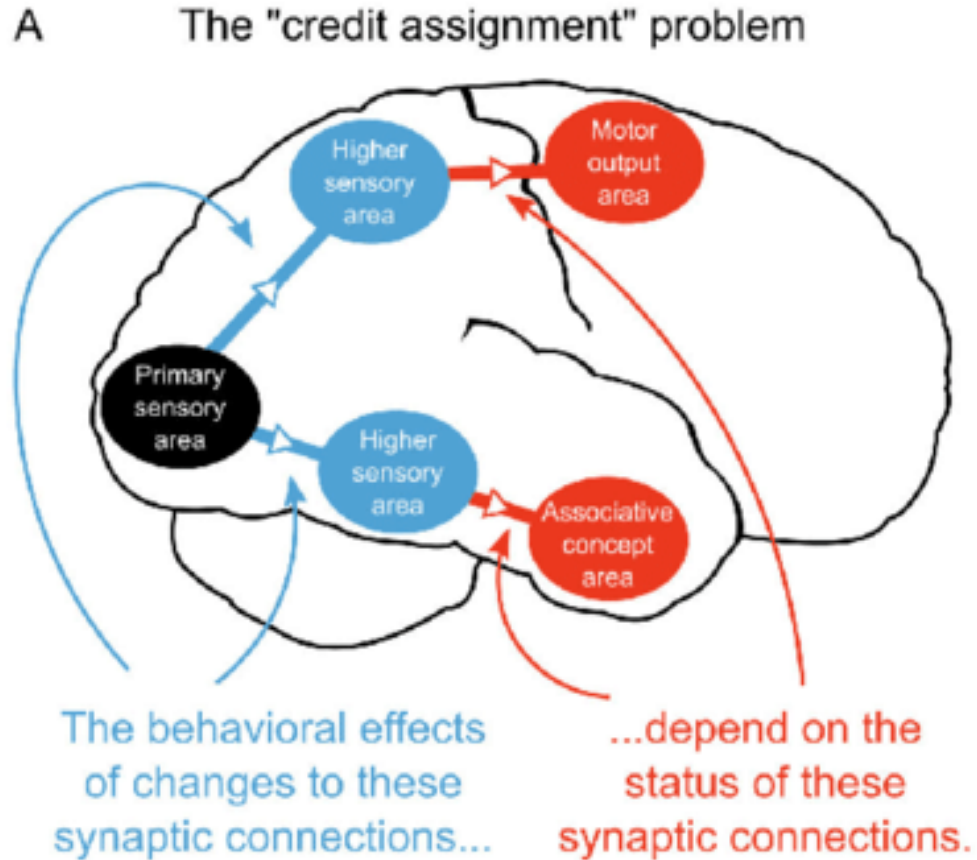 A The "credit assignment" problem
Higher
sensory
area
Motor
output
area
Primary
sensory
area
Higher
sensory
area
Associative
concept
area
The behavioral effects
of changes to these
synaptic connections...
...depend on the
status of these
synaptic connections.